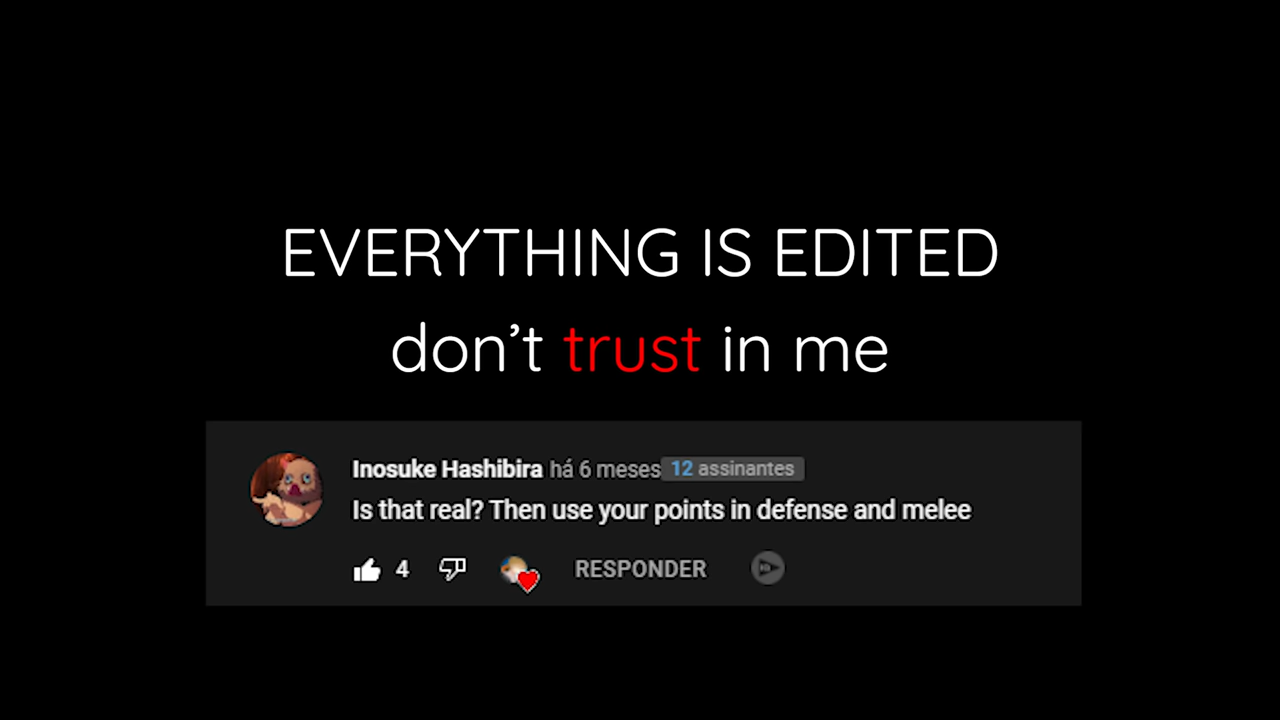 EVERYTHING IS EDITED
don’t trust in me
Inosuke Hashibira há 6 meses 12 assinantes
Is that real? Then use your points in defense and melee
4 RESPONDER